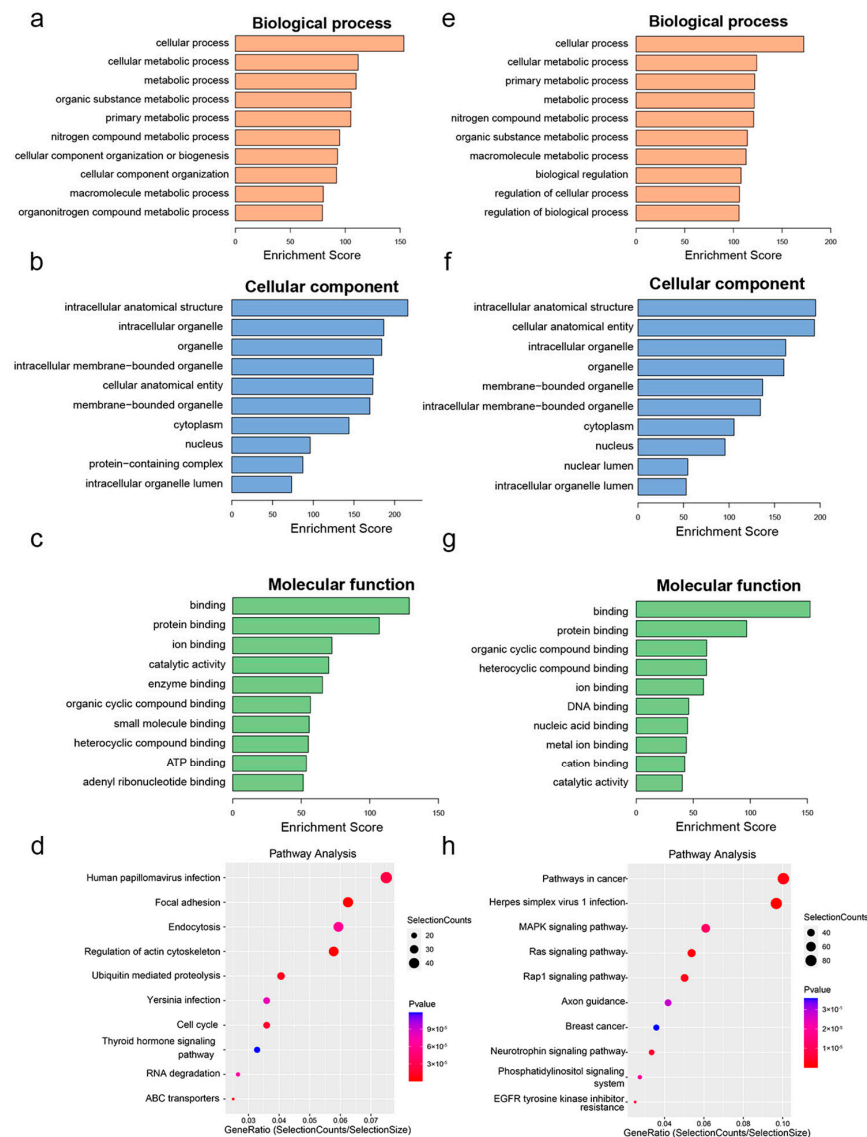 a
Biological process
cellular process
cellular metabolic process
metabolic process
organic substance metabolic process
primary metabolic process
nitrogen compound metabolic process
cellular component organization or biogenesis
cellular component organization
macromolecule metabolic process
organonitrogen compound metabolic process
0 50 100 150
Enrichment Score
b
Cellular component
intracellular anatomical structure
intracellular organelle
organelle
intracellular membrane−bounded organelle
cellular anatomical entity
membrane−bounded organelle
cytoplasm
nucleus
protein−containing complex
intracellular organelle lumen
0 50 100 150 200
Enrichment Score
c
Molecular function
binding
protein binding
ion binding
catalytic activity
enzyme binding
organic cyclic compound binding
small molecule binding
heterocyclic compound binding
ATP binding
adenyl ribonucleotide binding
0 50 100 150
Enrichment Score
d
Pathway Analysis
Human papillomavirus infection
Focal adhesion
Endocytosis
Regulation of actin cytoskeleton
Ubiquitin mediated proteolysis
Yersinia infection
Cell cycle
Thyroid hormone signaling
pathway
RNA degradation
ABC transporters
0.03 0.04 0.05 0.06 0.07
GeneRatio (SelectionCounts/SelectionSize)
SelectionCounts
20
30
40
Pvalue
9×10⁻⁵
6×10⁻⁵
3×10⁻⁵
e
Biological process
cellular process
cellular metabolic process
primary metabolic process
metabolic process
nitrogen compound metabolic process
organic substance metabolic process
macromolecule metabolic process
biological regulation
regulation of cellular process
regulation of biological process
0 50 100 150 200
Enrichment Score
f
Cellular component
intracellular anatomical structure
cellular anatomical entity
intracellular organelle
organelle
membrane−bounded organelle
intracellular membrane−bounded organelle
cytoplasm
nucleus
nuclear lumen
intracellular organelle lumen
0 50 100 150 200
Enrichment Score
g
Molecular function
binding
protein binding
organic cyclic compound binding
heterocyclic compound binding
ion binding
DNA binding
nucleic acid binding
metal ion binding
cation binding
catalytic activity
0 50 100 150
Enrichment Score
h
Pathway Analysis
Pathways in cancer
Herpes simplex virus 1 infection
MAPK signaling pathway
Ras signaling pathway
Rap1 signaling pathway
Axon guidance
Breast cancer
Neurotrophin signaling pathway
Phosphatidylinositol signaling
system
EGFR tyrosine kinase inhibitor
resistance
0.04 0.06 0.08 0.10
GeneRatio (SelectionCounts/SelectionSize)
SelectionCounts
40
60
80
Pvalue
3×10⁻⁵
2×10⁻⁵
1×10⁻⁵